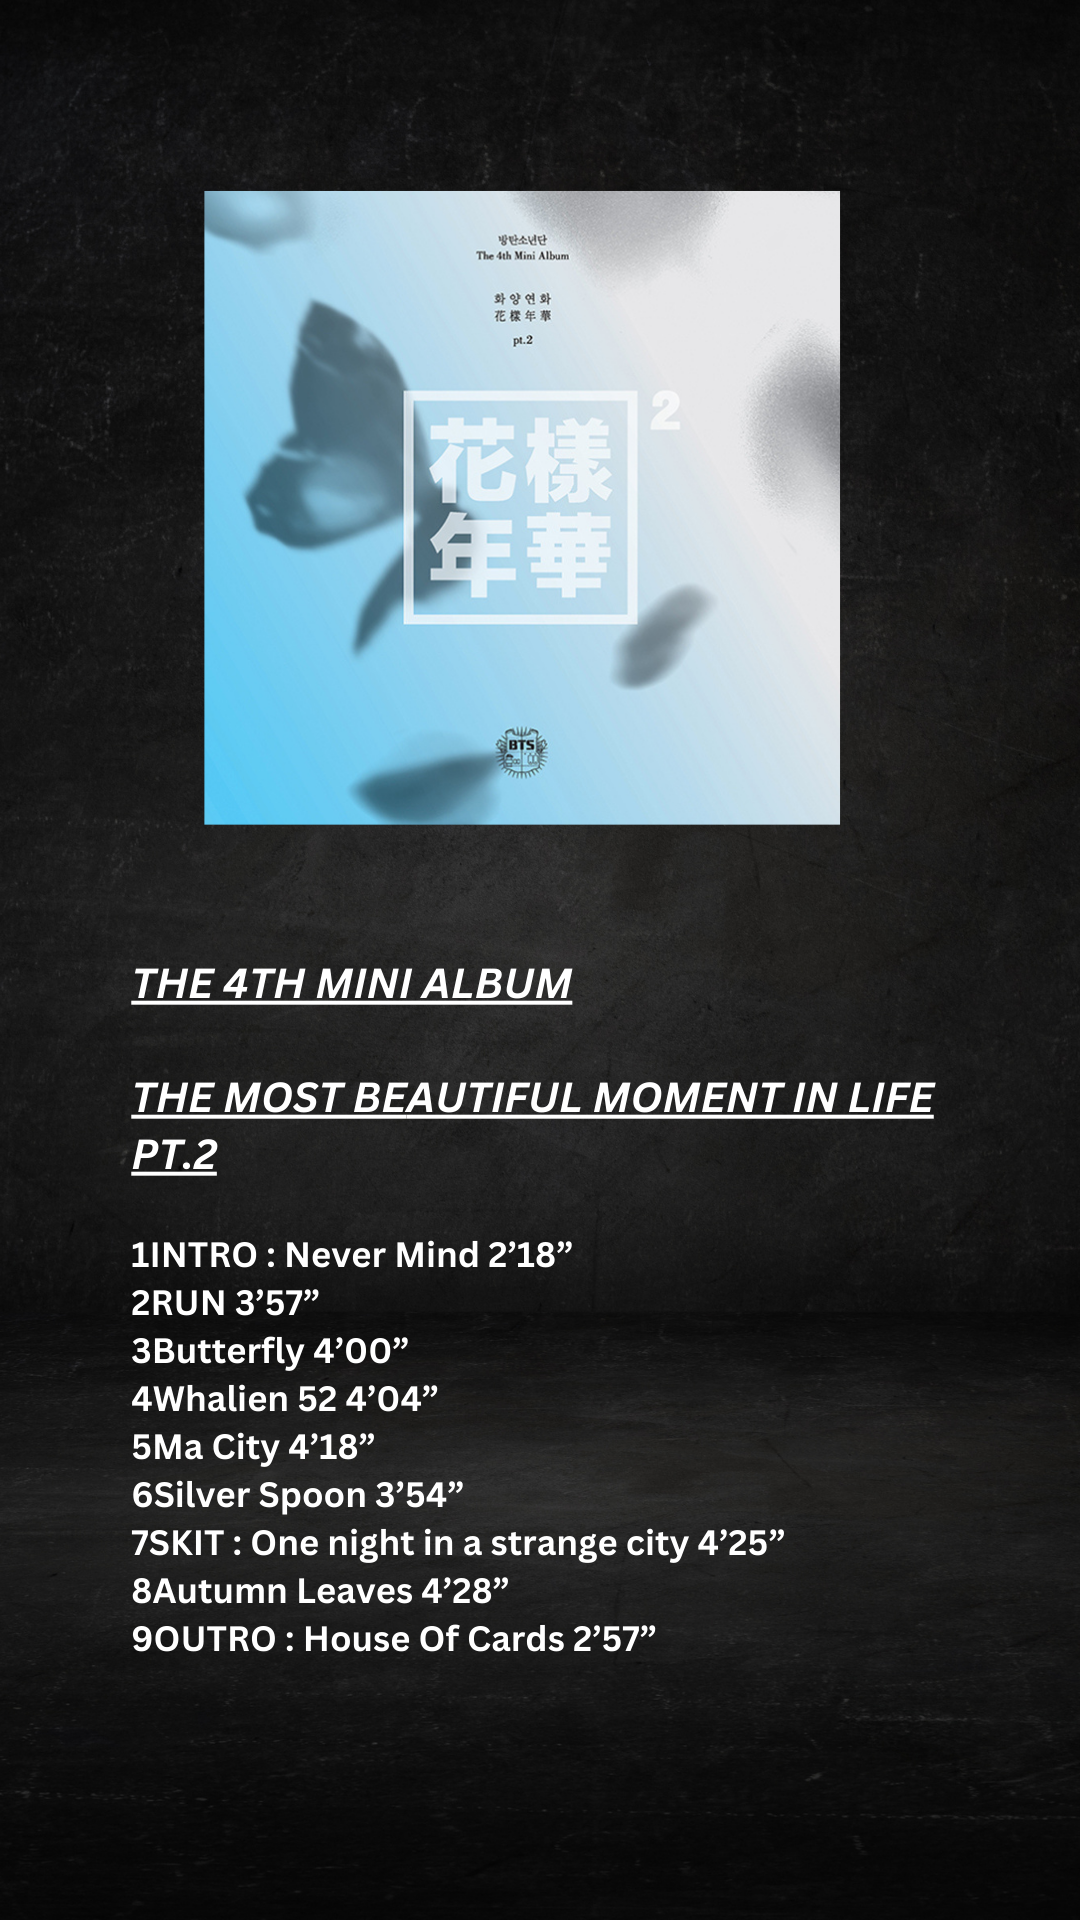 방탄소년단
The 4th Mini Album
화양연화
花樣年華
pt.2
花樣 2
年華
BTS
THE 4TH MINI ALBUM
THE MOST BEAUTIFUL MOMENT IN LIFE
PT.2
1INTRO : Never Mind 2’18”
2RUN 3’57”
3Butterfly 4’00”
4Whalien 52 4’04”
5Ma City 4’18”
6Silver Spoon 3’54”
7SKIT : One night in a strange city 4’25”
8Autumn Leaves 4’28”
9OUTRO : House Of Cards 2’57”